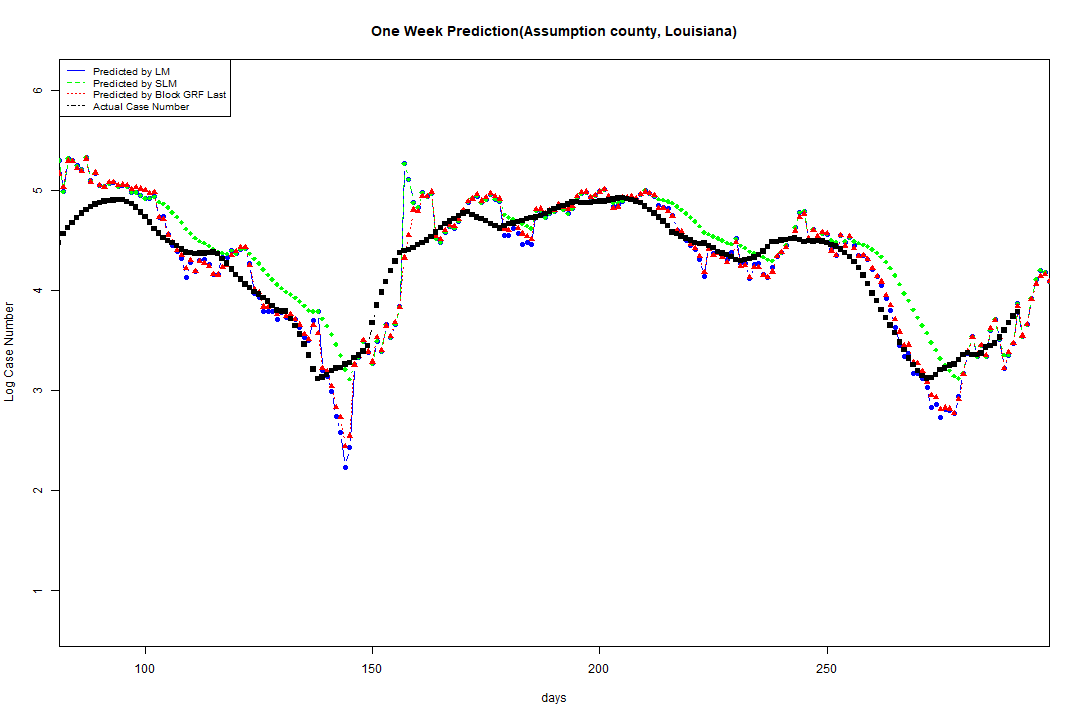 One Week Prediction(Assumption county, Louisiana)
Predicted by LM
Predicted by SLM
Predicted by Block GRF Last
Actual Case Number
6
5
4
3
2
1
Log Case Number
100 150 200 250
days